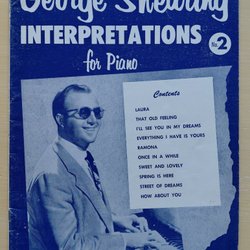 George Shearing
INTERPRETATIONS
for Piano
No. 2
Contents
LAURA
THAT OLD FEELING
I'LL SEE YOU IN MY DREAMS
EVERYTHING I HAVE IS YOURS
RAMONA
ONCE IN A WHILE
SWEET AND LOVELY
SPRING IS HERE
STREET OF DREAMS
HOW ABOUT YOU